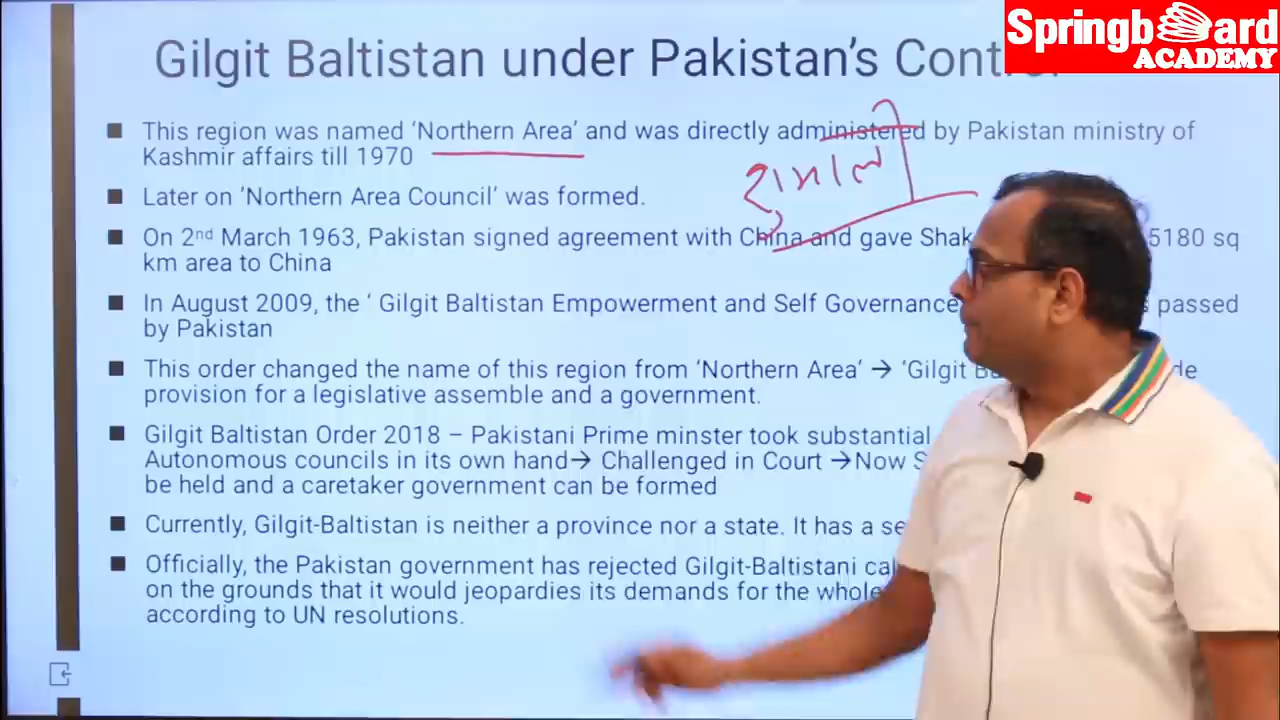 Springboard
ACADEMY
Gilgit Baltistan under Pakistan's Control
This region was named 'Northern Area' and was directly administered by Pakistan ministry of
Kashmir affairs till 1970
Later on 'Northern Area Council' was formed.
On 2nd March 1963, Pakistan signed agreement with China and gave Shak 5180 sq
km area to China
In August 2009, the ' Gilgit Baltistan Empowerment and Self Governance passed
by Pakistan
This order changed the name of this region from 'Northern Area' → 'Gilgit
provision for a legislative assemble and a government.
Gilgit Baltistan Order 2018 – Pakistani Prime minster took substantial
Autonomous councils in its own hand→ Challenged in Court →Now
be held and a caretaker government can be formed
Currently, Gilgit-Baltistan is neither a province nor a state. It has a
Officially, the Pakistan government has rejected Gilgit-Baltistani
on the grounds that it would jeopardies its demands for the whole
according to UN resolutions.